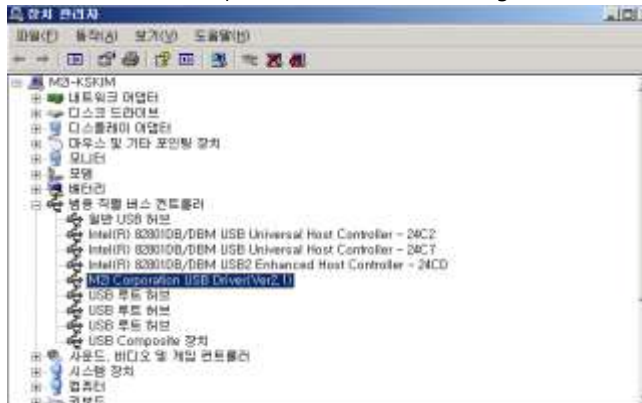 장치 관리자
파일(F) 동작(A) 보기(V) 도움말(H)
M2I-KSKIM
네트워크 어댑터
디스크 드라이브
디스플레이 어댑터
마우스 및 기타 포인팅 장치
모니터
모뎀
배터리
범용 직렬 버스 컨트롤러
일반 USB 허브
Intel(R) 82801DB/DBM USB Universal Host Controller - 24C2
Intel(R) 82801DB/DBM USB Universal Host Controller - 24C7
Intel(R) 82801DB/DBM USB2 Enhanced Host Controller - 24CD
M2I Corporation USB Driver(Ver2.1)
USB 루트 허브
USB 루트 허브
USB 루트 허브
USB Composite 장치
사운드, 비디오 및 게임 컨트롤러
시스템 장치
컴퓨터
키보드